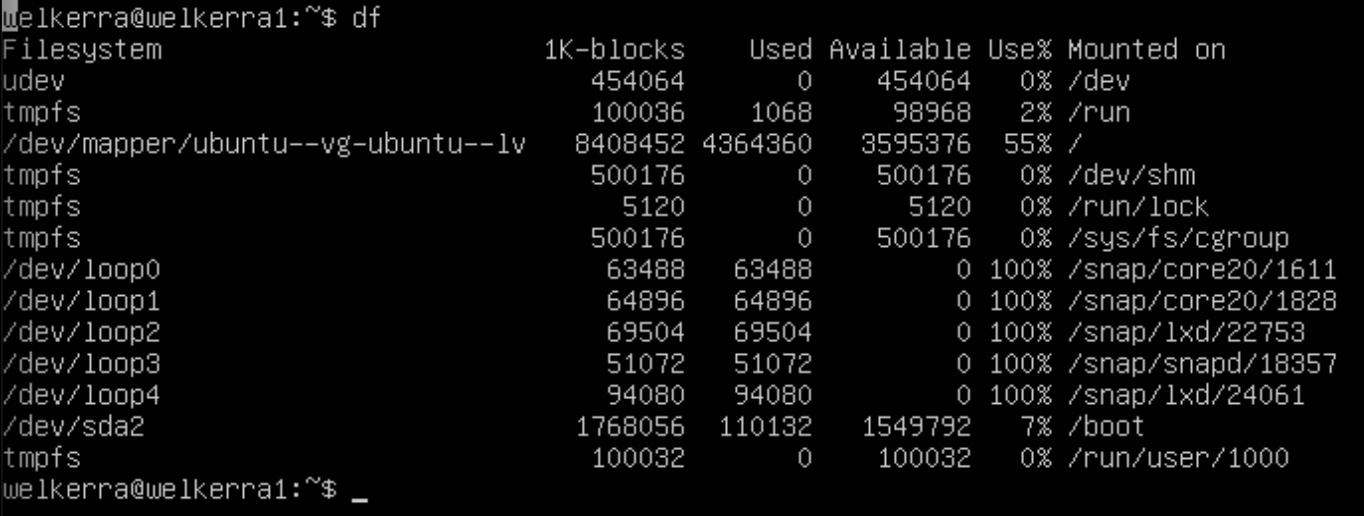 welkerra@welkerra1:~$ df
Filesystem                        1K-blocks    Used Available Use% Mounted on
udev                                 454064       0    454064   0% /dev
tmpfs                                100036    1068     98968   2% /run
/dev/mapper/ubuntu--vg-ubuntu--lv   8408452 4364360   3595376  55% /
tmpfs                                500176       0    500176   0% /dev/shm
tmpfs                                  5120       0      5120   0% /run/lock
tmpfs                                500176       0    500176   0% /sys/fs/cgroup
/dev/loop0                            63488   63488         0 100% /snap/core20/1611
/dev/loop1                            64896   64896         0 100% /snap/core20/1828
/dev/loop2                            69504   69504         0 100% /snap/lxd/22753
/dev/loop3                            51072   51072         0 100% /snap/snapd/18357
/dev/loop4                            94080   94080         0 100% /snap/lxd/24061
/dev/sda2                           1768056  110132   1549792   7% /boot
tmpfs                                100032       0    100032   0% /run/user/1000
welkerra@welkerra1:~$ _